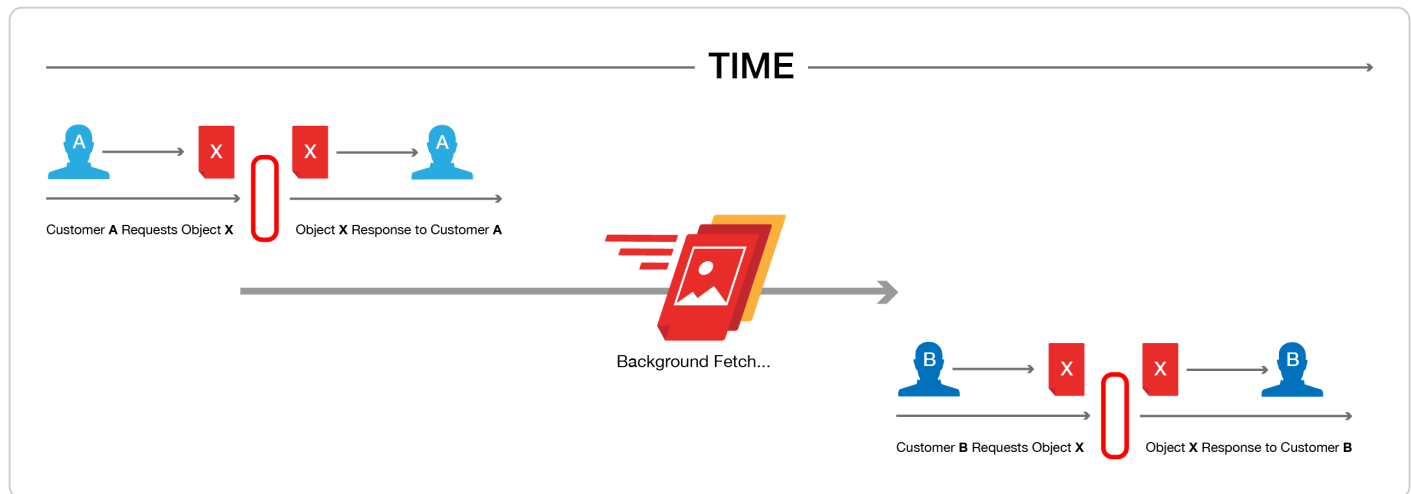 TIME
A
X
X
A
Customer A Requests Object X
Object X Response to Customer A
Background Fetch...
B
X
X
B
Customer B Requests Object X
Object X Response to Customer B